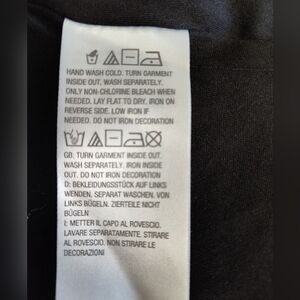 HAND WASH COLD. TURN GARMENT
INSIDE OUT, WASH SEPARATELY.
ONLY NON-CHLORINE BLEACH WHEN
NEEDED. LAY FLAT TO DRY. IRON ON
REVERSE SIDE. LOW IRON IF
NEEDED. DO NOT IRON DECORATION
GB: TURN GARMENT INSIDE OUT.
WASH SEPARATELY. IRON INSIDE
OUT. DO NOT IRON DECORATION
D: BEKLEIDUNGSSTÜCK AUF LINKS
WENDEN. SEPARAT WASCHEN. VON
LINKS BÜGELN. ZIERTEILE NICHT
BÜGELN
I: METTER IL CAPO AL ROVESCIO.
LAVARE SEPARATAMENTE. STIRARE
AL ROVESCIO. NON STIRARE LE
DECORAZIONI